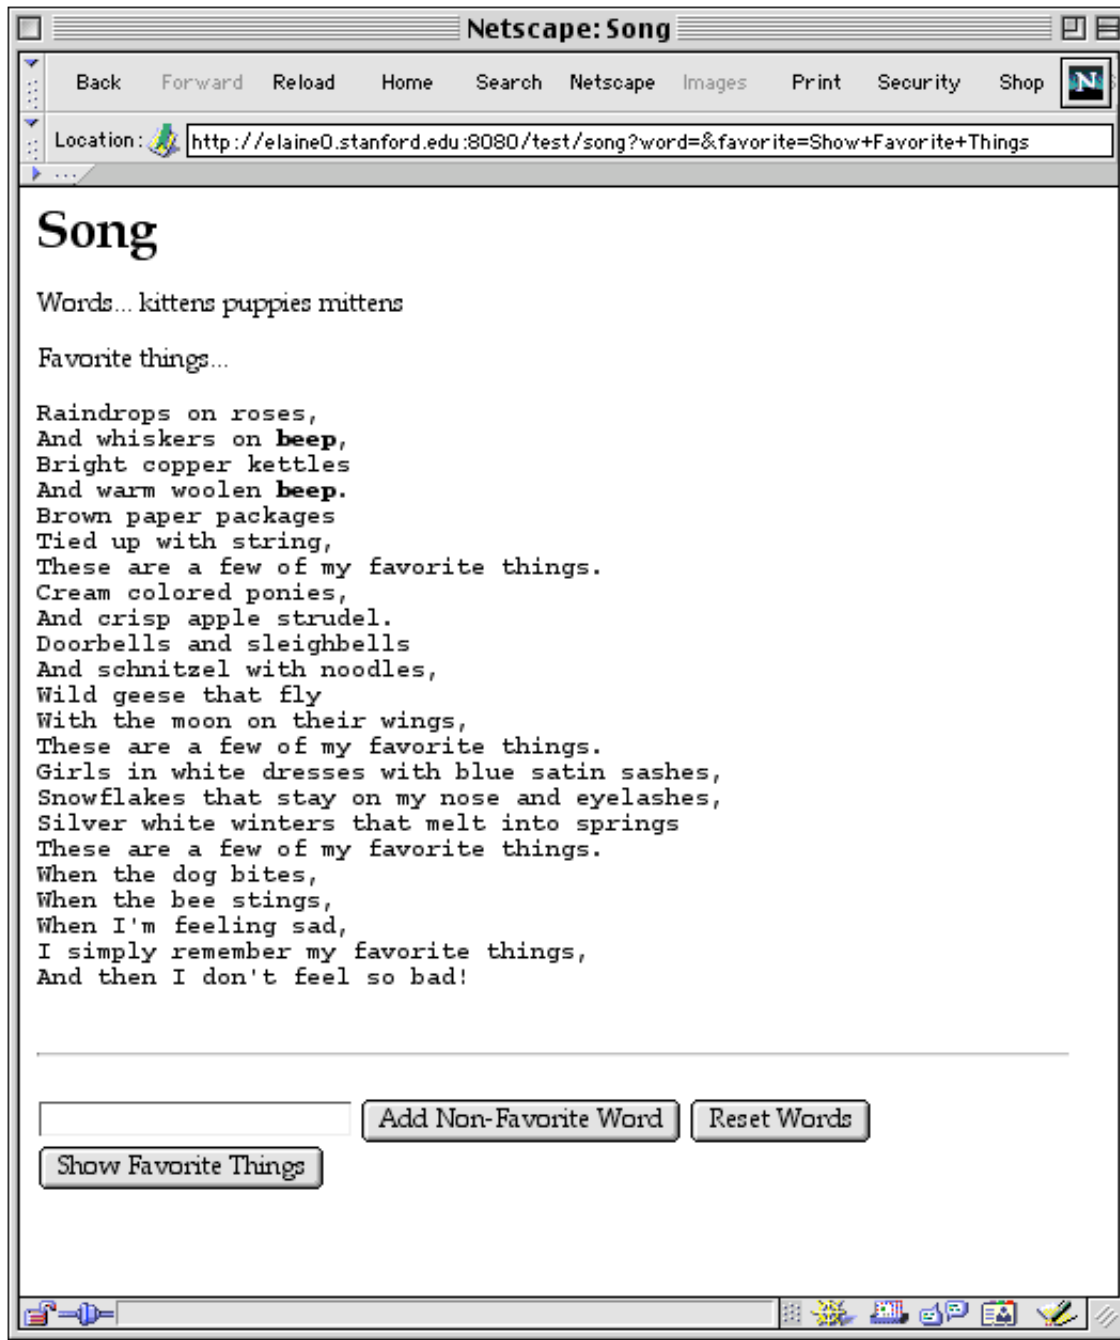 Netscape: Song
Back Forward Reload Home Search Netscape Images Print Security Shop N
Location: http://elaine0.stanford.edu:8080/test/song?word=&favorite=Show+Favorite+Things
...
Song
Words... kittens puppies mittens
Favorite things...
Raindrops on roses,
And whiskers on beep,
Bright copper kettles
And warm woolen beep.
Brown paper packages
Tied up with string,
These are a few of my favorite things.
Cream colored ponies,
And crisp apple strudel.
Doorbells and sleighbells
And schnitzel with noodles,
Wild geese that fly
With the moon on their wings,
These are a few of my favorite things.
Girls in white dresses with blue satin sashes,
Snowflakes that stay on my nose and eyelashes,
Silver white winters that melt into springs
These are a few of my favorite things.
When the dog bites,
When the bee stings,
When I'm feeling sad,
I simply remember my favorite things,
And then I don't feel so bad!
Add Non-Favorite Word Reset Words
Show Favorite Things